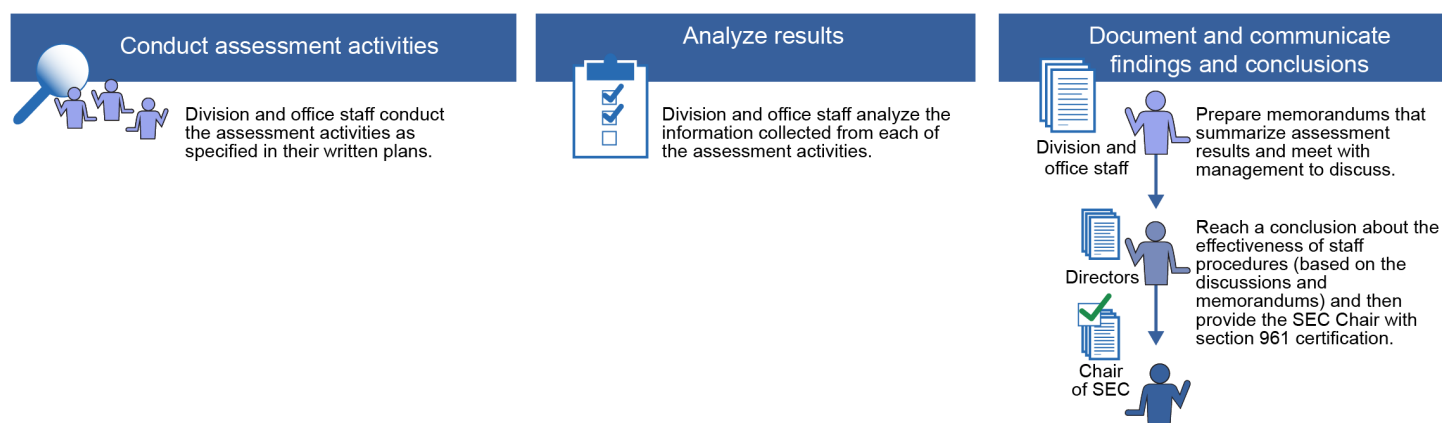 Conduct assessment activities
Division and office staff conduct
the assessment activities as
specified in their written plans.
Analyze results
Division and office staff analyze the
information collected from each of
the assessment activities.
Document and communicate
findings and conclusions
Division and
office staff
Prepare memorandums that
summarize assessment
results and meet with
management to discuss.
Directors
Reach a conclusion about the
effectiveness of staff
procedures (based on the
discussions and
memorandums) and then
provide the SEC Chair with
section 961 certification.
Chair
of SEC